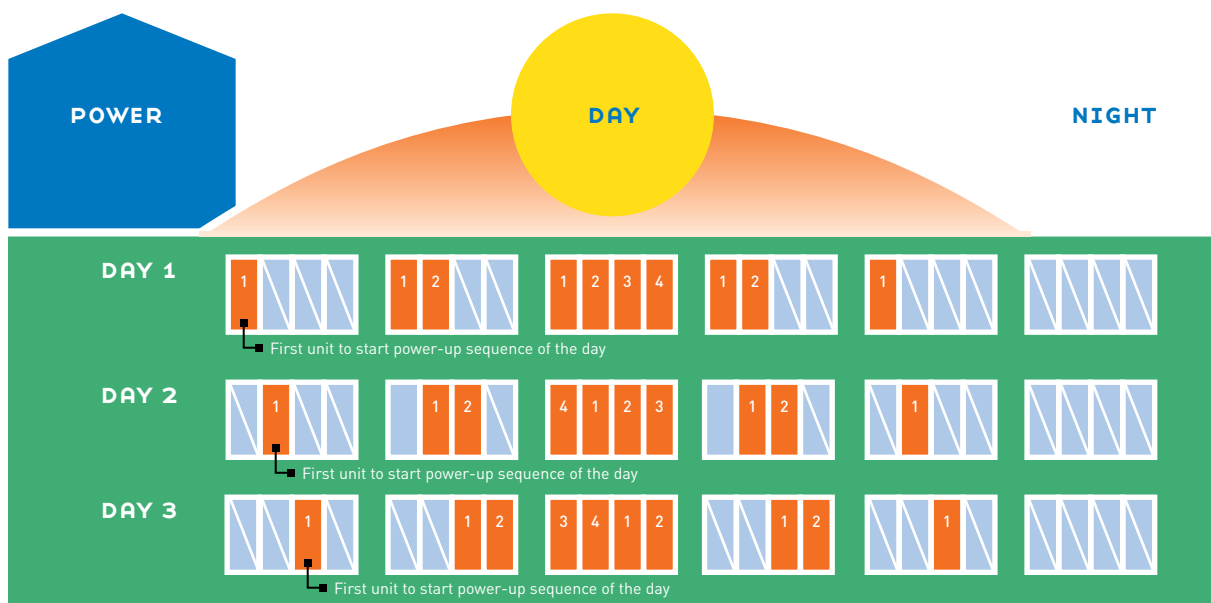 POWER
DAY
NIGHT
DAY 1
1
1 2
1 2 3 4
1 2
1
First unit to start power-up sequence of the day
DAY 2
1
1 2
4 1 2 3
1 2
1
First unit to start power-up sequence of the day
DAY 3
1
1 2
3 4 1 2
1 2
1
First unit to start power-up sequence of the day